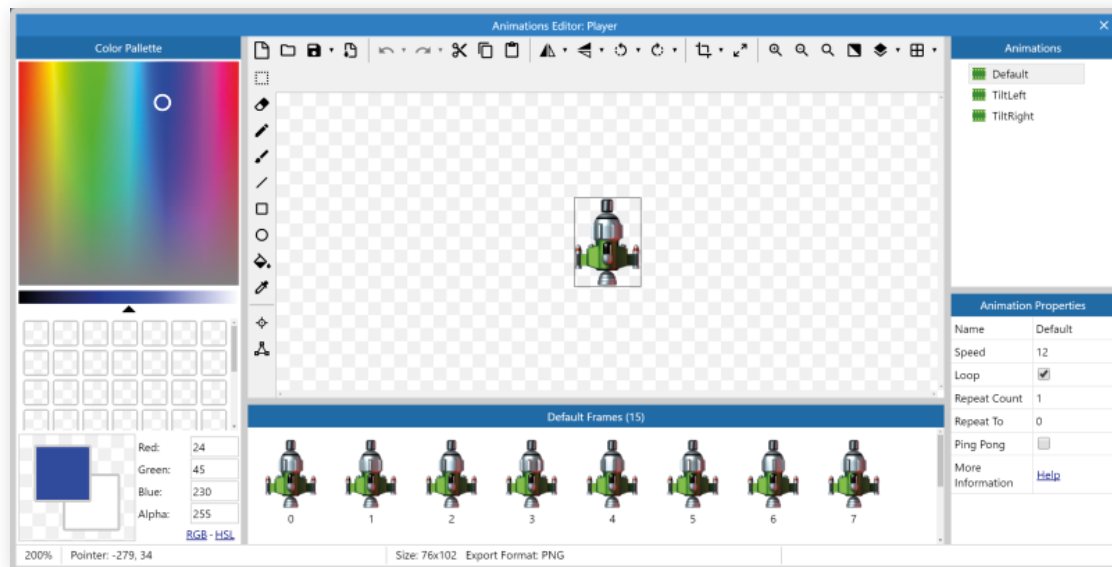 Animations Editor: Player
Color Pallette
Animations
Default
TiltLeft
TiltRight
Animation Properties
Name Default
Speed 12
Loop
Repeat Count 1
Repeat To 0
Ping Pong
More
Information Help
Default Frames (15)
0 1 2 3 4 5 6 7
Red: 24
Green: 45
Blue: 230
Alpha: 255
RGB - HSL
200% Pointer: -279, 34 Size: 76x102 Export Format: PNG